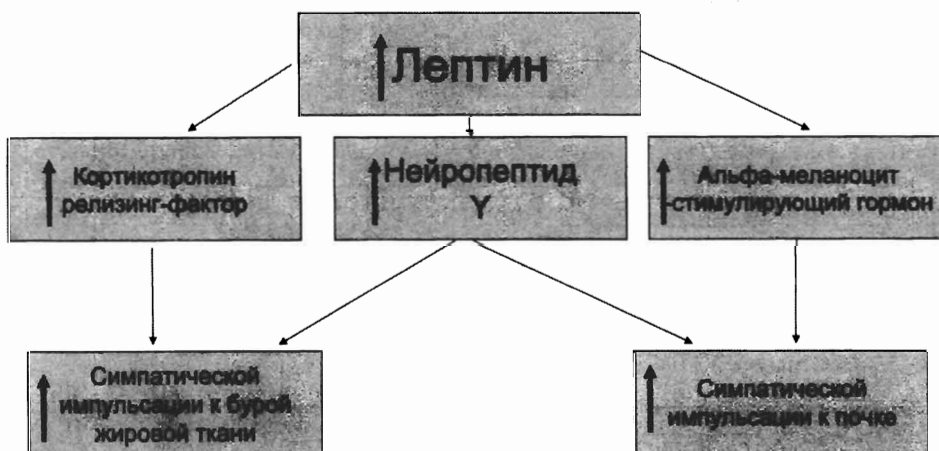 Лептин
Кортикотропин
релизинг-фактор
Нейропептид
Y
Альфа-меланоцит
-стимулирующий гормон
Симпатической
импульсации к бурой
жировой ткани
Симпатической
импульсации к почке